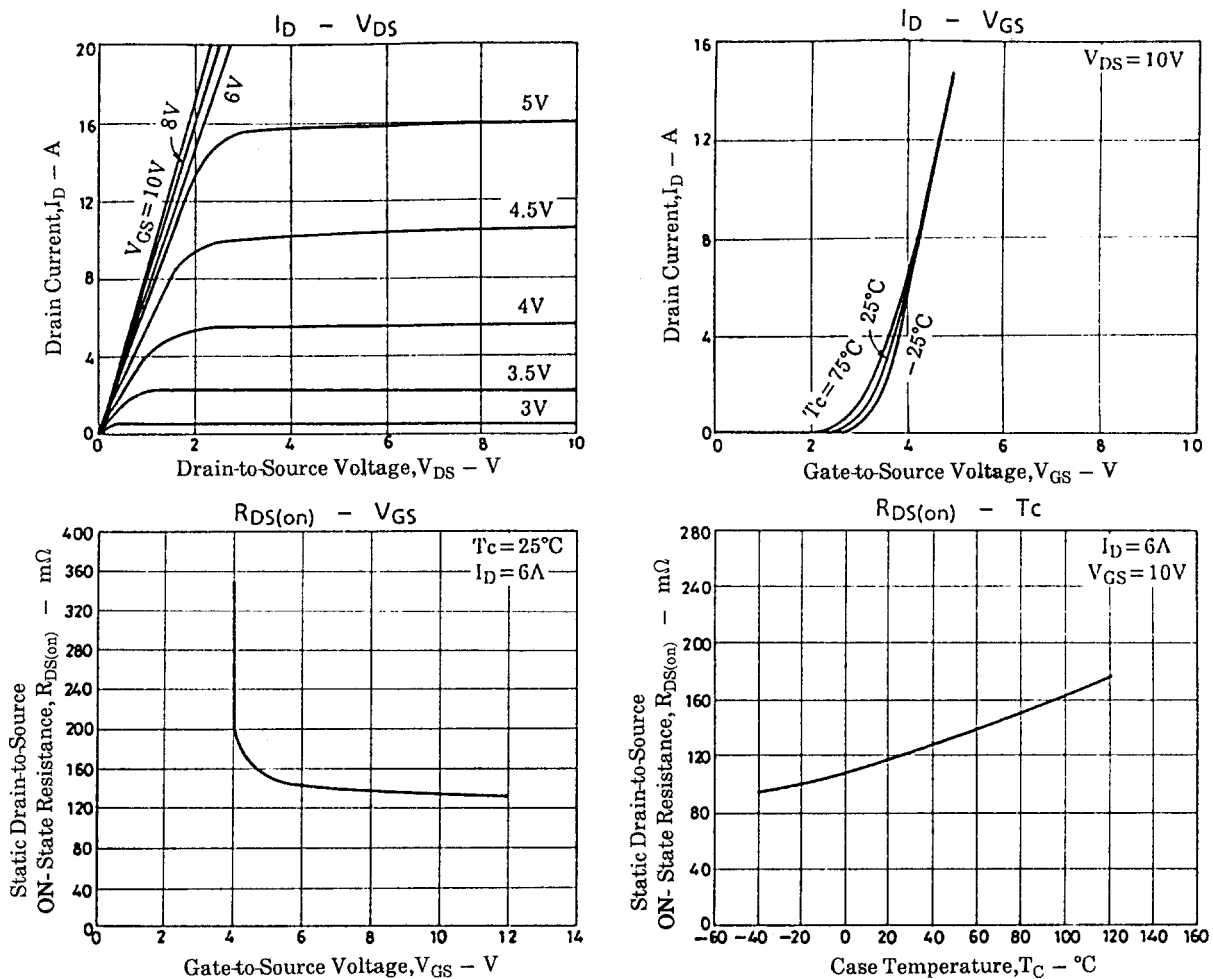 I_D – V_DS
20
16
12
8
4
0
0 2 4 6 8 10
Drain Current,I_D – A
V_GS=10V
8V
6V
5V
4.5V
4V
3.5V
3V
Drain-to-Source Voltage,V_DS – V
I_D – V_GS
V_DS=10V
16
12
8
4
0
0 2 4 6 8 10
Drain Current,I_D – A
Tc=75°C
25°C
–25°C
Gate-to-Source Voltage,V_GS – V
R_DS(on) – V_GS
Tc=25°C
I_D=6A
400
360
320
280
240
200
160
120
80
40
0
0 2 4 6 8 10 12 14
Static Drain-to-Source
ON-State Resistance, R_DS(on) – mΩ
Gate-to-Source Voltage,V_GS – V
R_DS(on) – Tc
I_D=6A
V_GS=10V
280
240
200
160
120
80
40
0
–60 –40 –20 0 20 40 60 80 100 120 140 160
Static Drain-to-Source
ON-State Resistance, R_DS(on) – mΩ
Case Temperature,T_C – °C